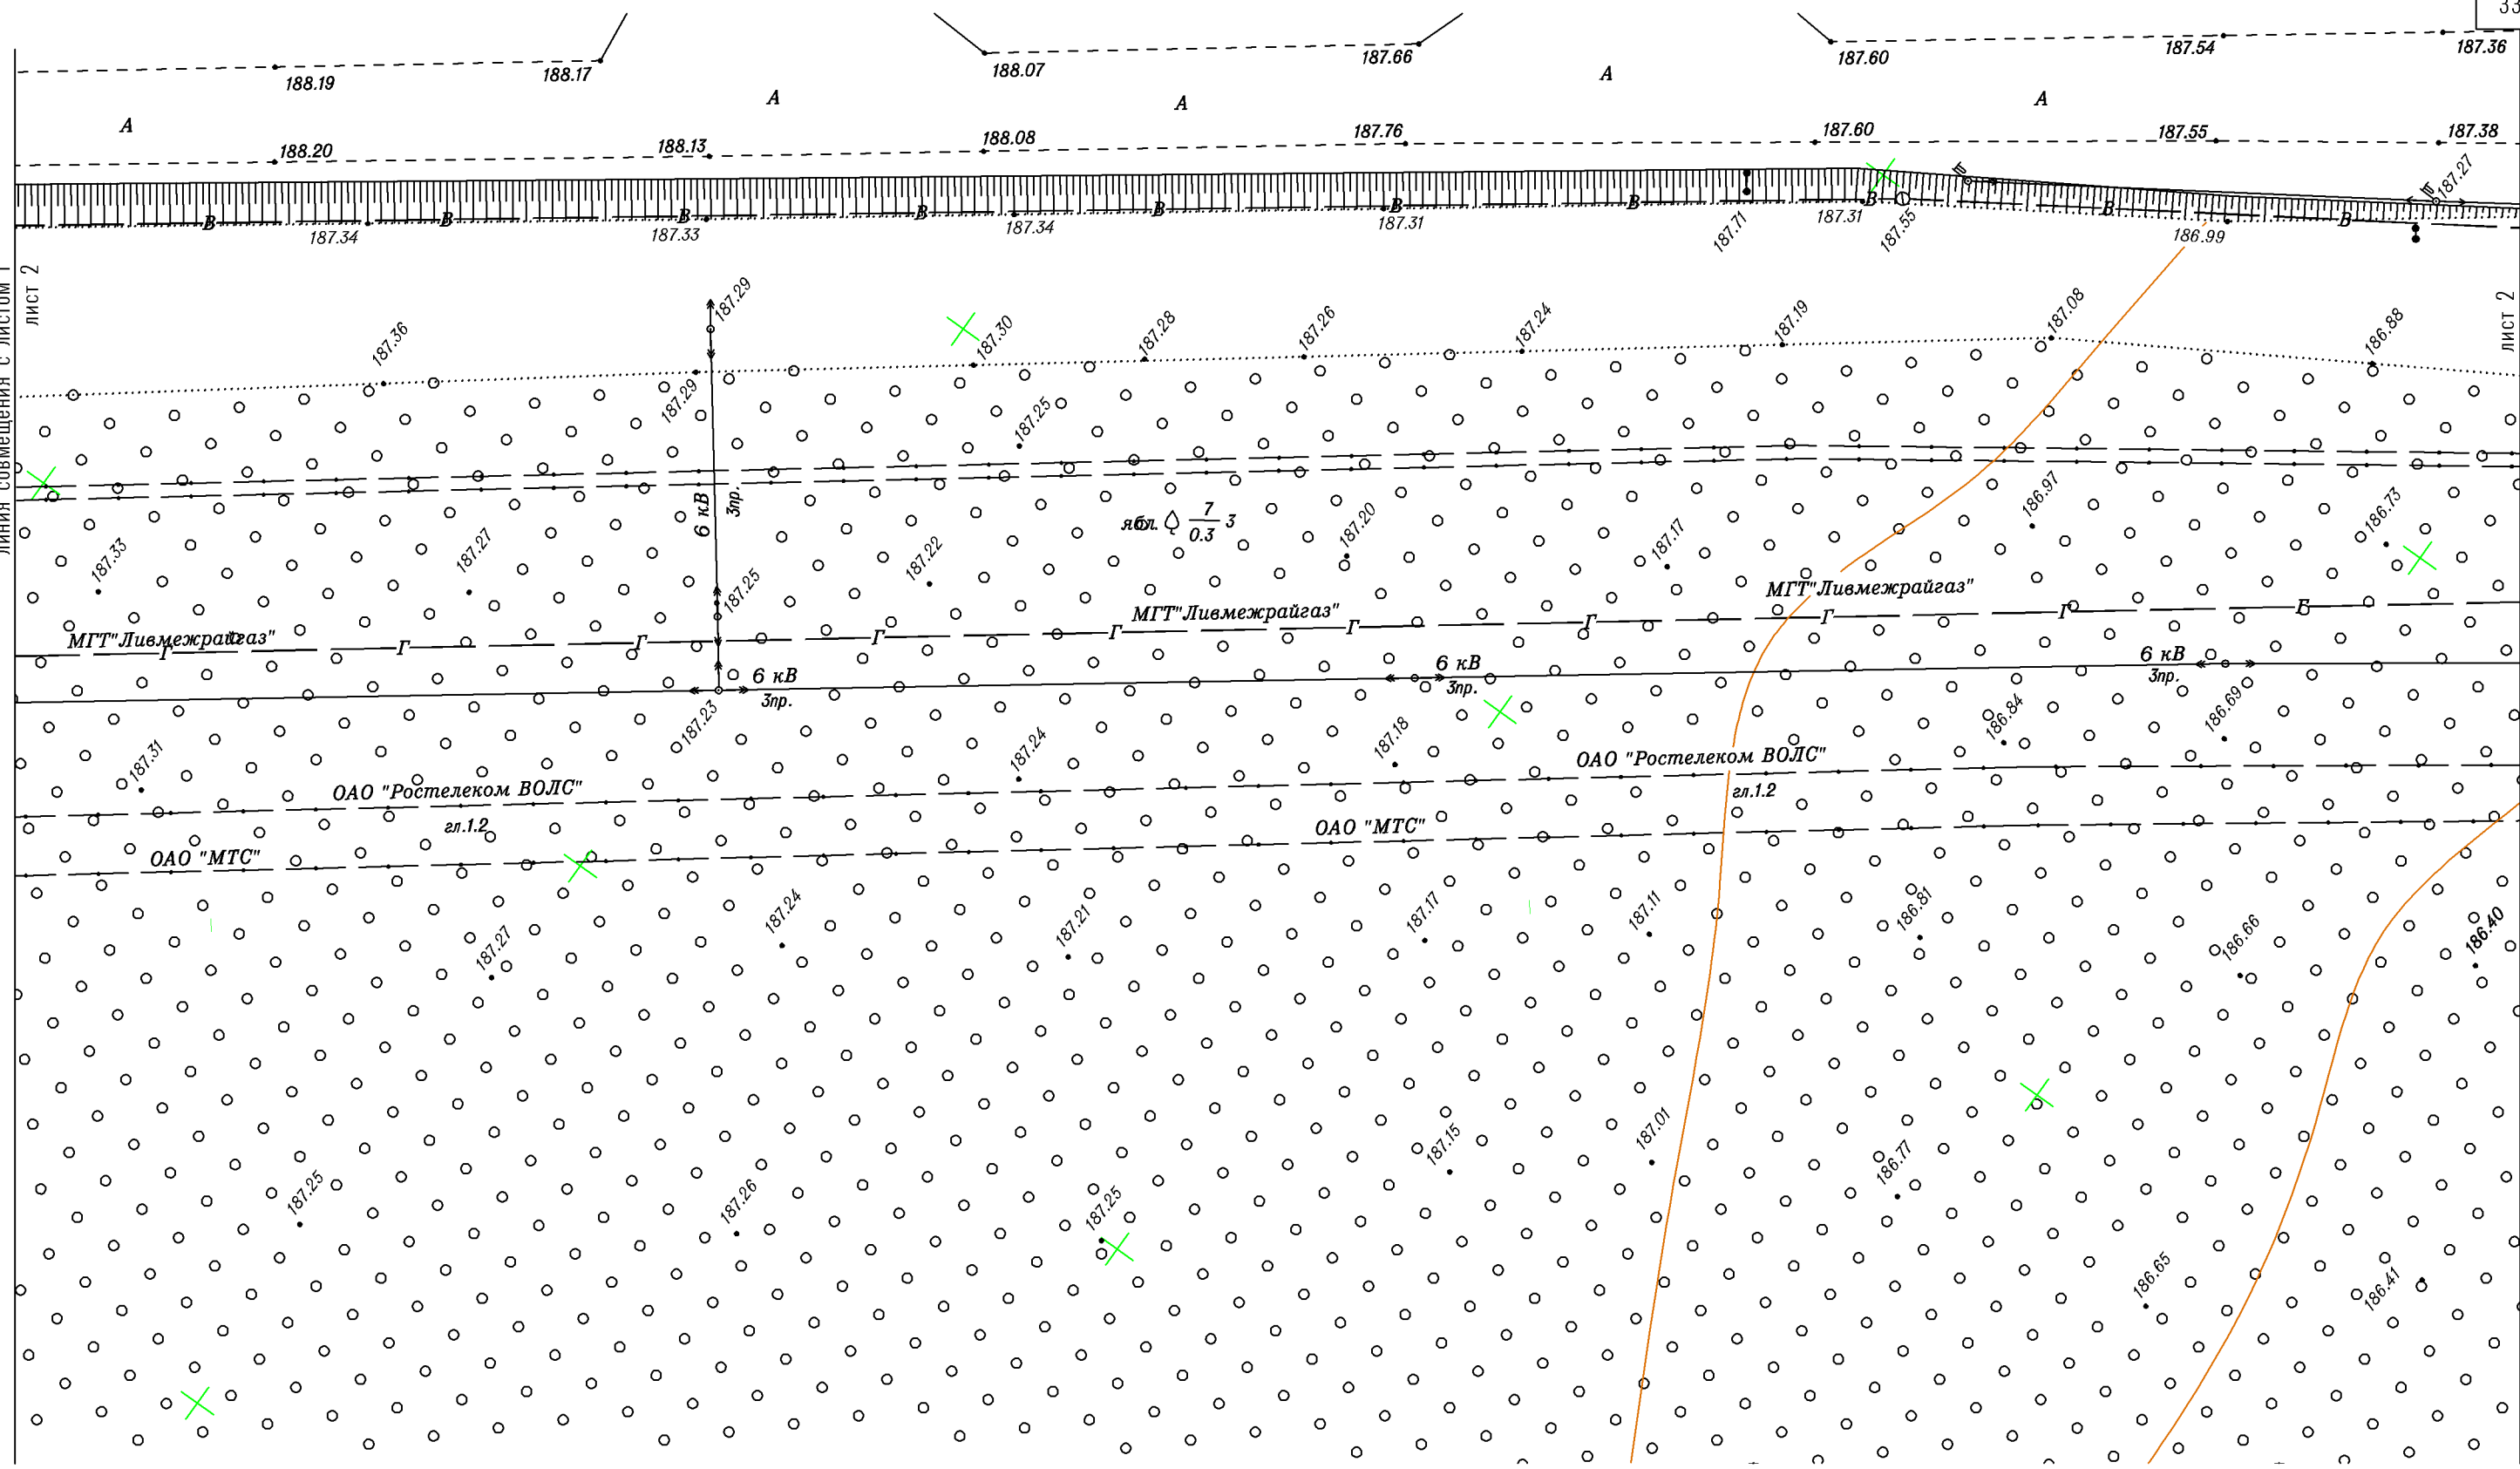 33
187.54
187.36
187.66
187.60
188.17
188.07
188.19
А
А
А
А
А
188.20
188.13
188.08
187.76
187.60
187.55
187.38
187.27
В
В
В
В
В
В
В
В
В
В
187.34
187.33
187.34
187.31
187.71
187.31
187.55
186.99
линия совмещения с листом 1
лист 2
лист 2
187.29
187.36
187.30
187.28
187.26
187.24
187.19
187.08
186.88
187.29
187.25
6 кВ
3пр.
ябл.
7
0.3
3
187.20
187.17
186.97
186.73
187.33
187.27
187.22
187.25
МГТ"Ливмежрайгаз"
МГТ"Ливмежрайгаз"
МГТ"Ливмежрайгаз"
Г
Г
Г
Г
Г
Г
Г
Г
Г
6 кВ
3пр.
6 кВ
3пр.
6 кВ
3пр.
187.23
187.31
187.24
187.18
186.84
186.69
ОАО "Ростелеком ВОЛС"
гл.1.2
ОАО "Ростелеком ВОЛС"
гл.1.2
ОАО "МТС"
ОАО "МТС"
187.27
187.24
187.21
187.17
187.11
186.81
186.66
186.40
187.25
187.26
187.25
187.15
187.01
186.77
186.65
186.41